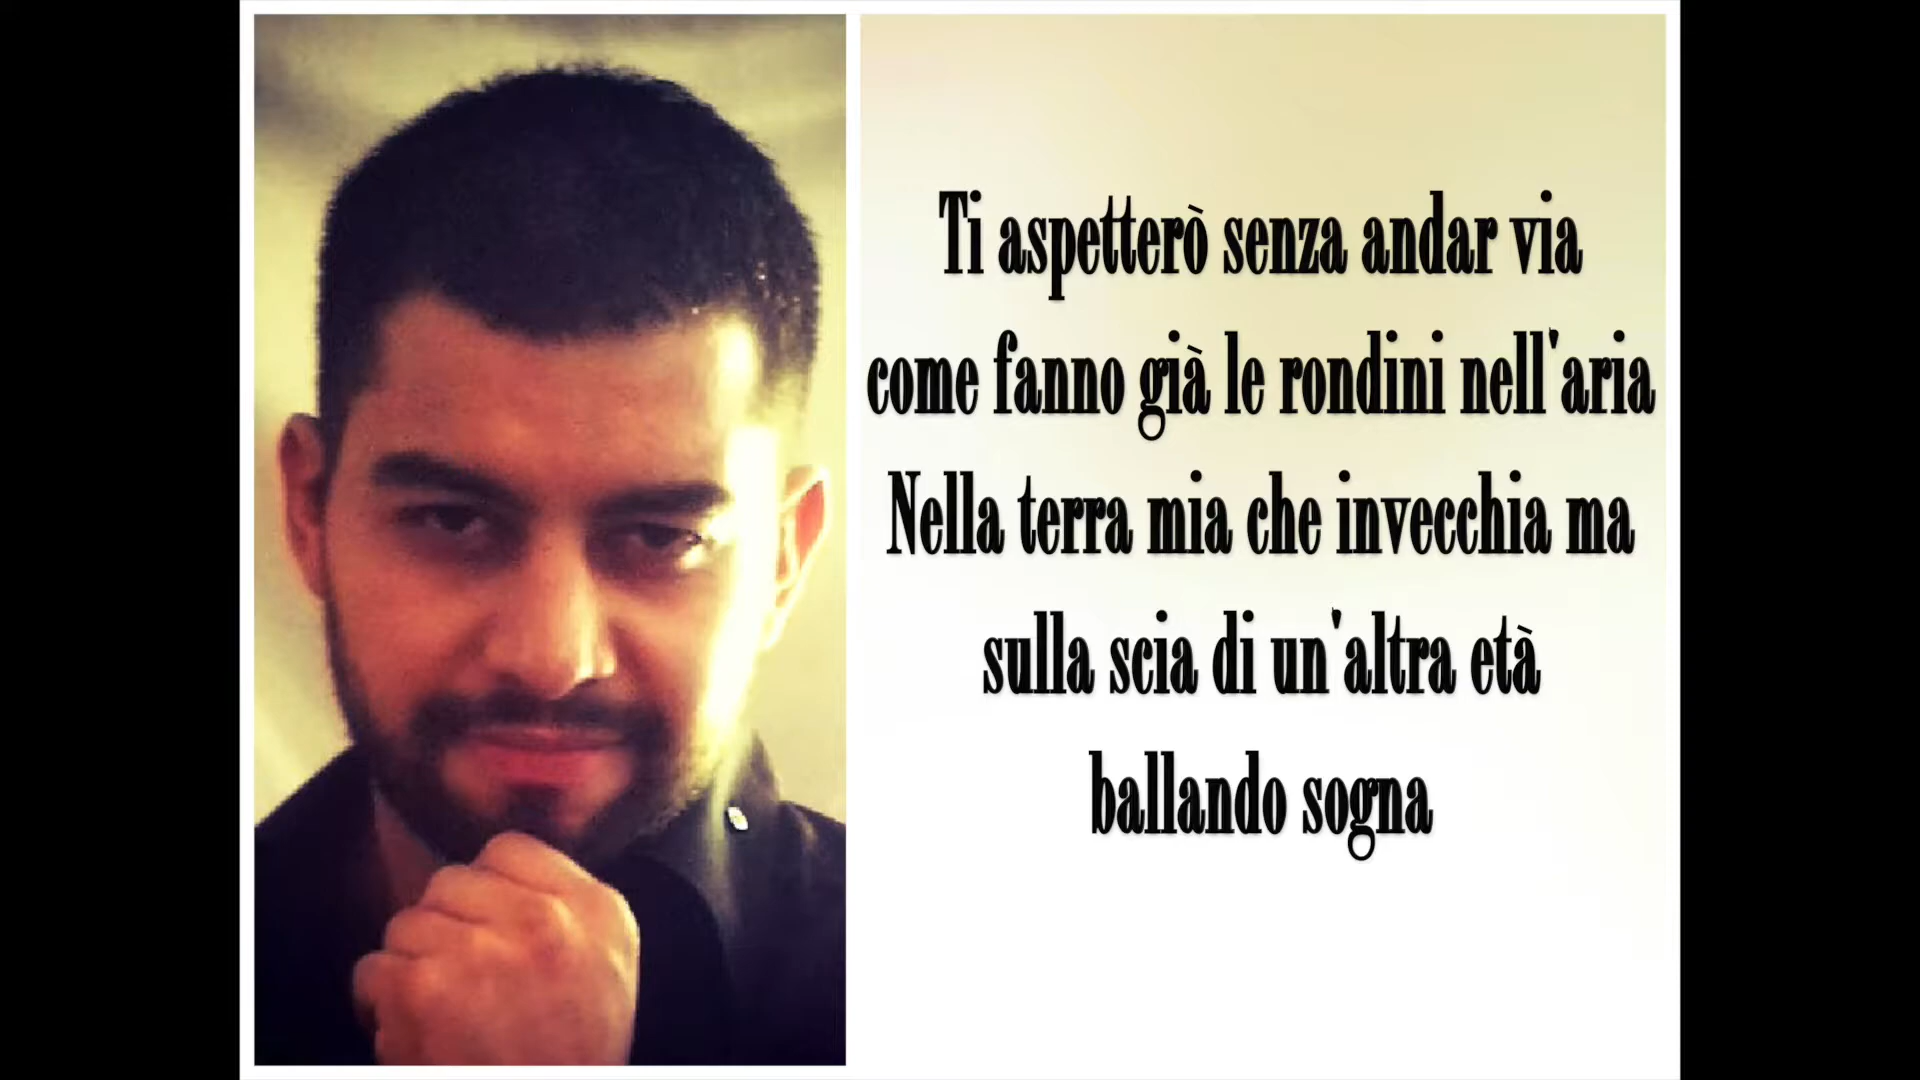 Ti aspetterò senza andar via
come fanno già le rondini nell'aria
Nella terra mia che invecchia ma
sulla scia di un'altra età
ballando sogna